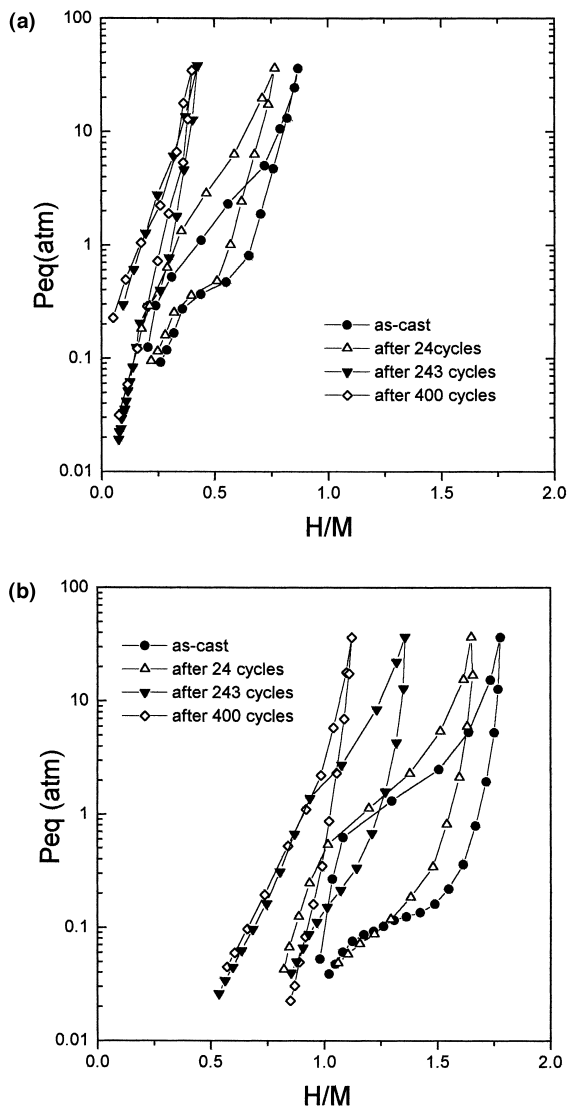 (a)
100
10
1
0.1
0.01
Peq(atm)
as-cast
after 24cycles
after 243 cycles
after 400 cycles
0.0 0.5 1.0 1.5 2.0
H/M
(b)
100
10
1
0.1
0.01
Peq (atm)
as-cast
after 24 cycles
after 243 cycles
after 400 cycles
0.0 0.5 1.0 1.5 2.0
H/M